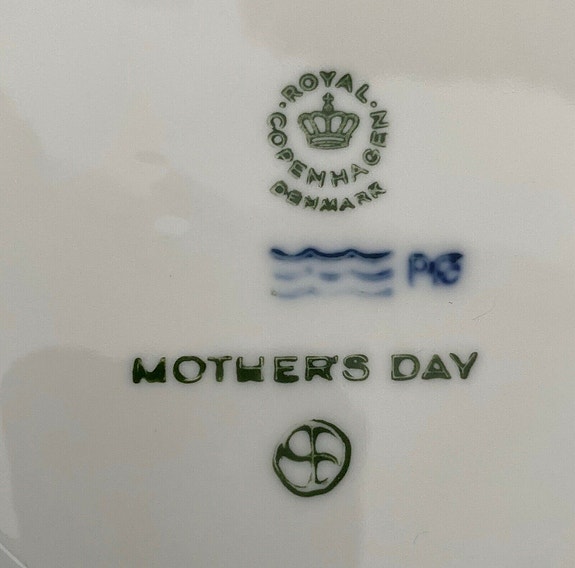 ROYAL
COPENHAGEN
DENMARK
MOTHER'S DAY